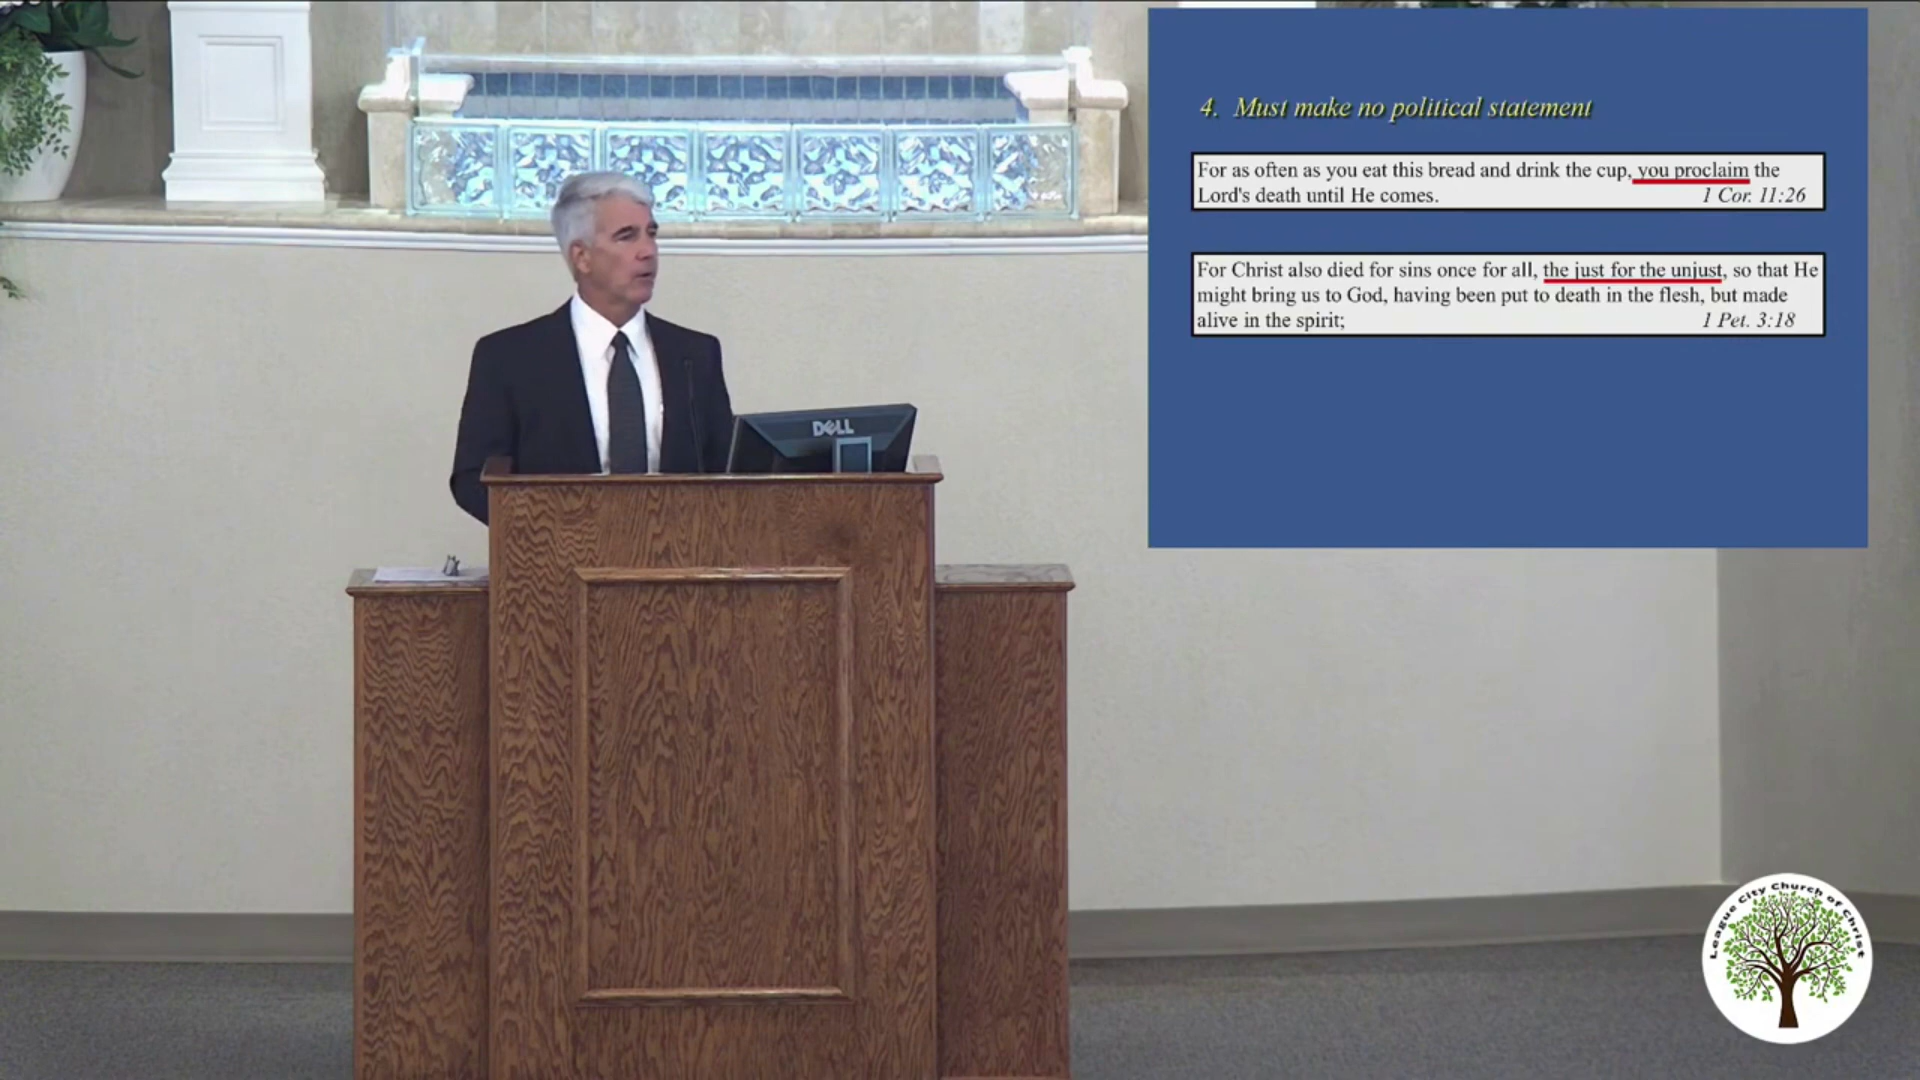 4. Must make no political statement
For as often as you eat this bread and drink the cup, you proclaim the
Lord's death until He comes. 1 Cor. 11:26
For Christ also died for sins once for all, the just for the unjust, so that He
might bring us to God, having been put to death in the flesh, but made
alive in the spirit; 1 Pet. 3:18
DELL
League City Church of Christ